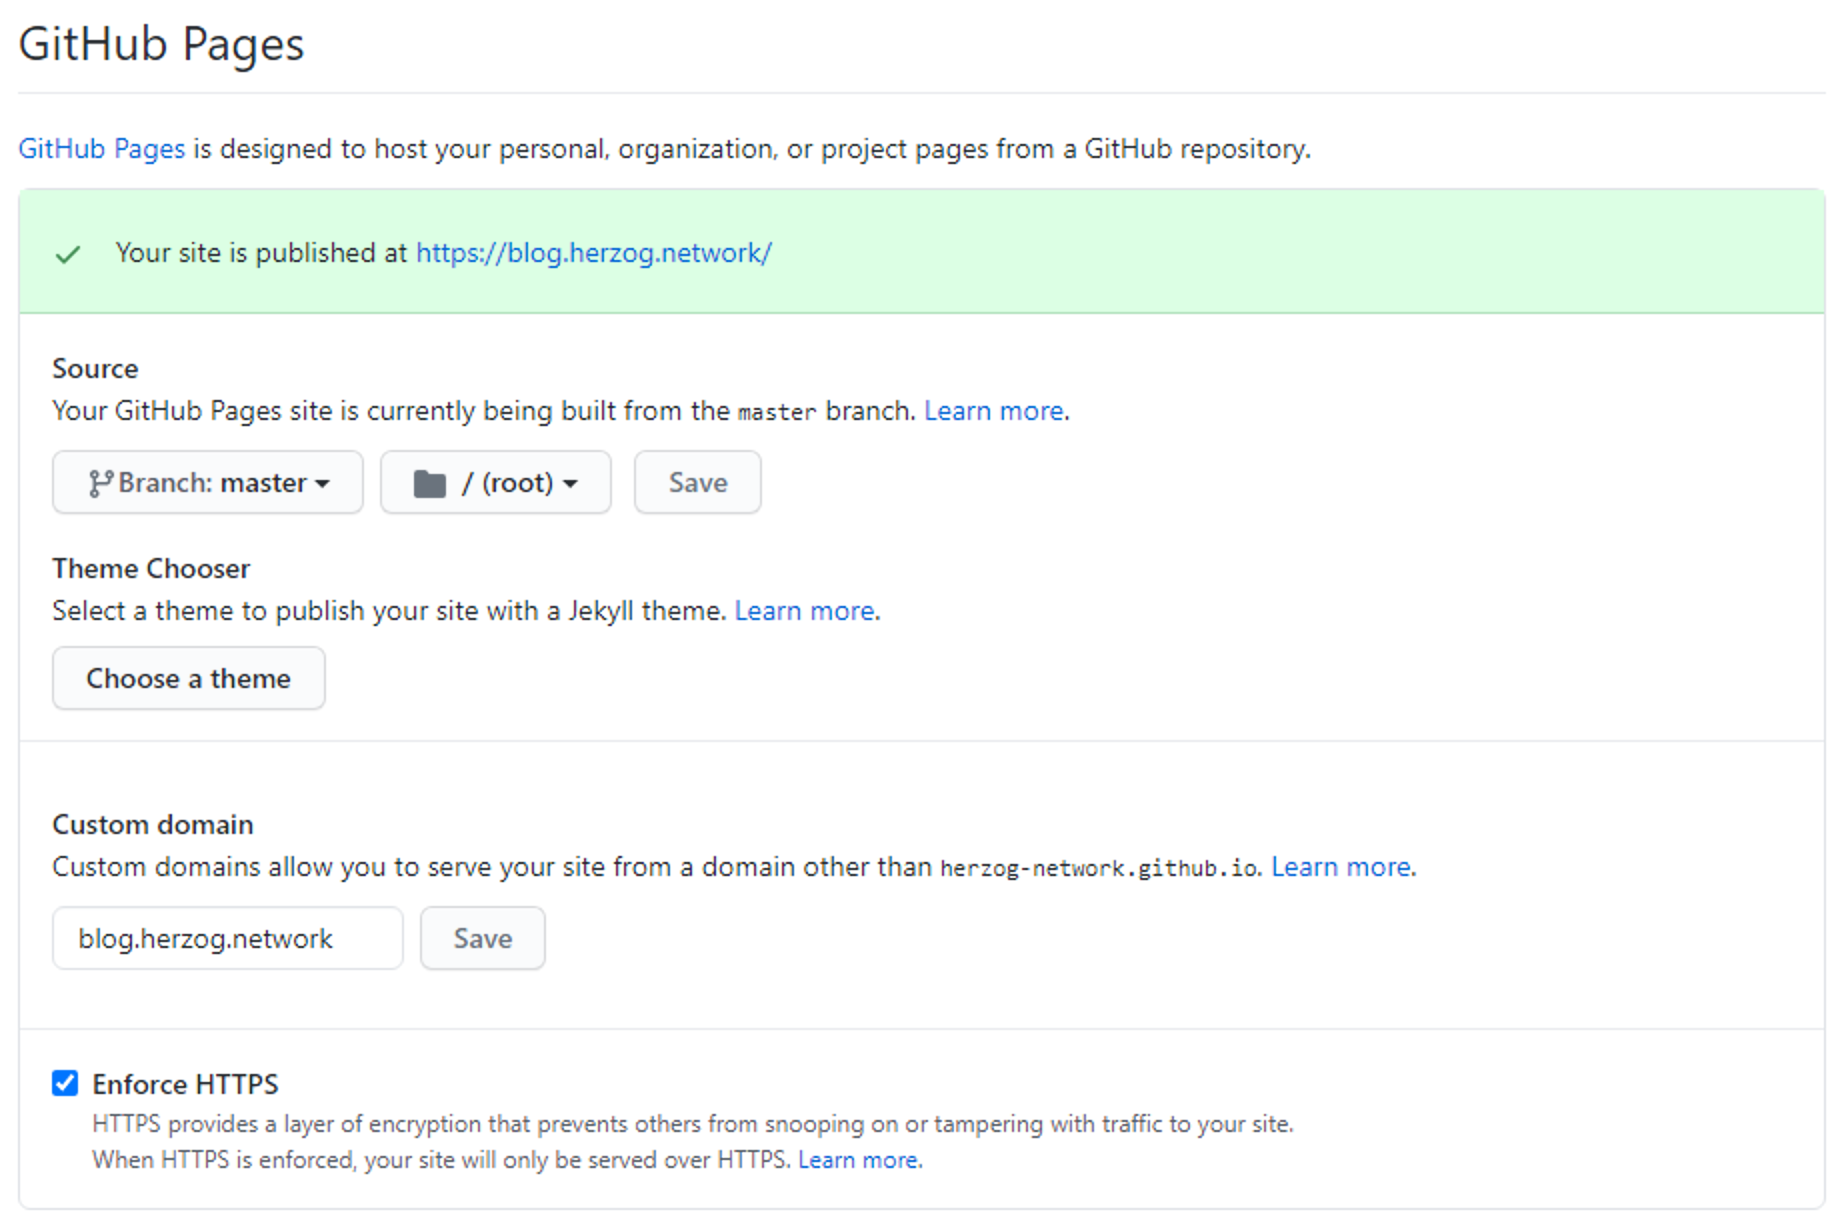 GitHub Pages
GitHub Pages is designed to host your personal, organization, or project pages from a GitHub repository.
Your site is published at https://blog.herzog.network/
Source
Your GitHub Pages site is currently being built from the master branch. Learn more.
Branch: master
/ (root)
Save
Theme Chooser
Select a theme to publish your site with a Jekyll theme. Learn more.
Choose a theme
Custom domain
Custom domains allow you to serve your site from a domain other than herzog-network.github.io. Learn more.
blog.herzog.network
Save
Enforce HTTPS
HTTPS provides a layer of encryption that prevents others from snooping on or tampering with traffic to your site.
When HTTPS is enforced, your site will only be served over HTTPS. Learn more.